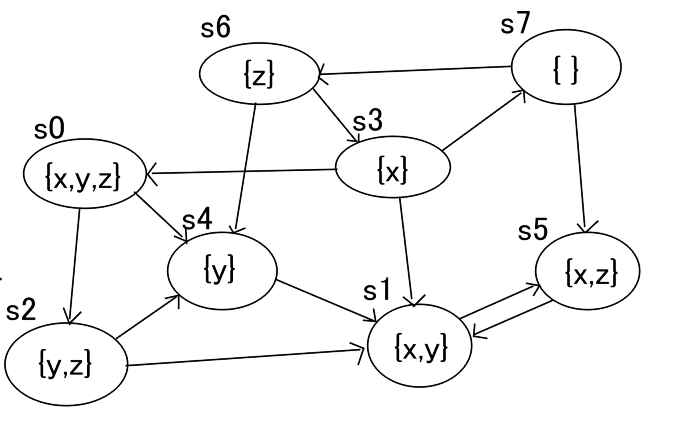 s7
s6
{ }
{z}
s3
s0
{x}
{x,y,z}
s4
s5
{y}
{x,z}
s1
s2
{x,y}
{y,z}